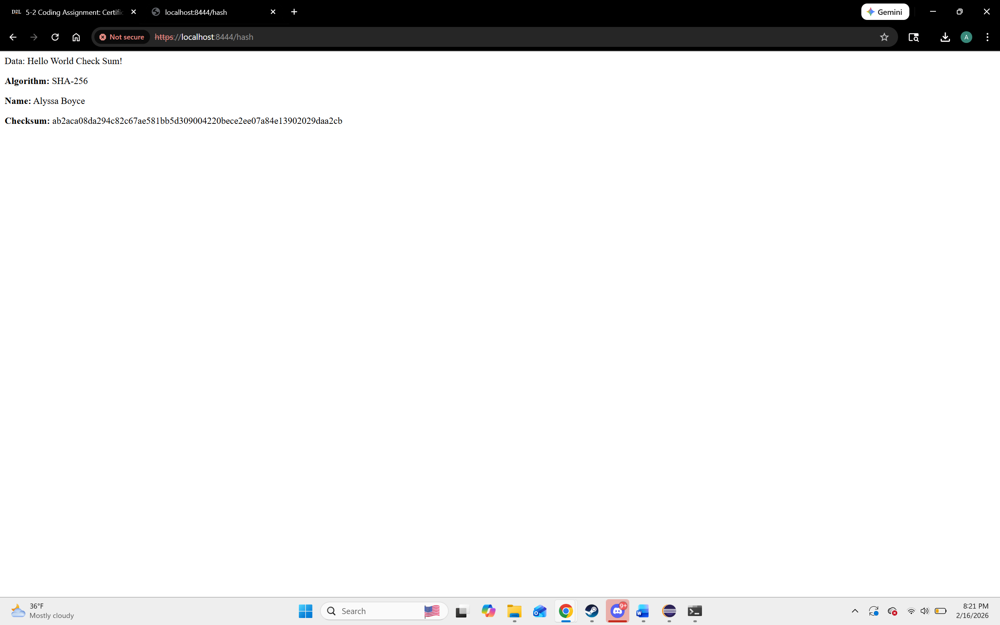 D2L 5-2 Coding Assignment: Certific
localhost:8444/hash
Gemini
Not secure https://localhost:8444/hash
A
Data: Hello World Check Sum!
Algorithm: SHA-256
Name: Alyssa Boyce
Checksum: ab2aca08da294c82c67ae581bb5d309004220bece2ee07a84e13902029daa2cb
36°F
Mostly cloudy
Search
9+
8:21 PM
2/16/2026